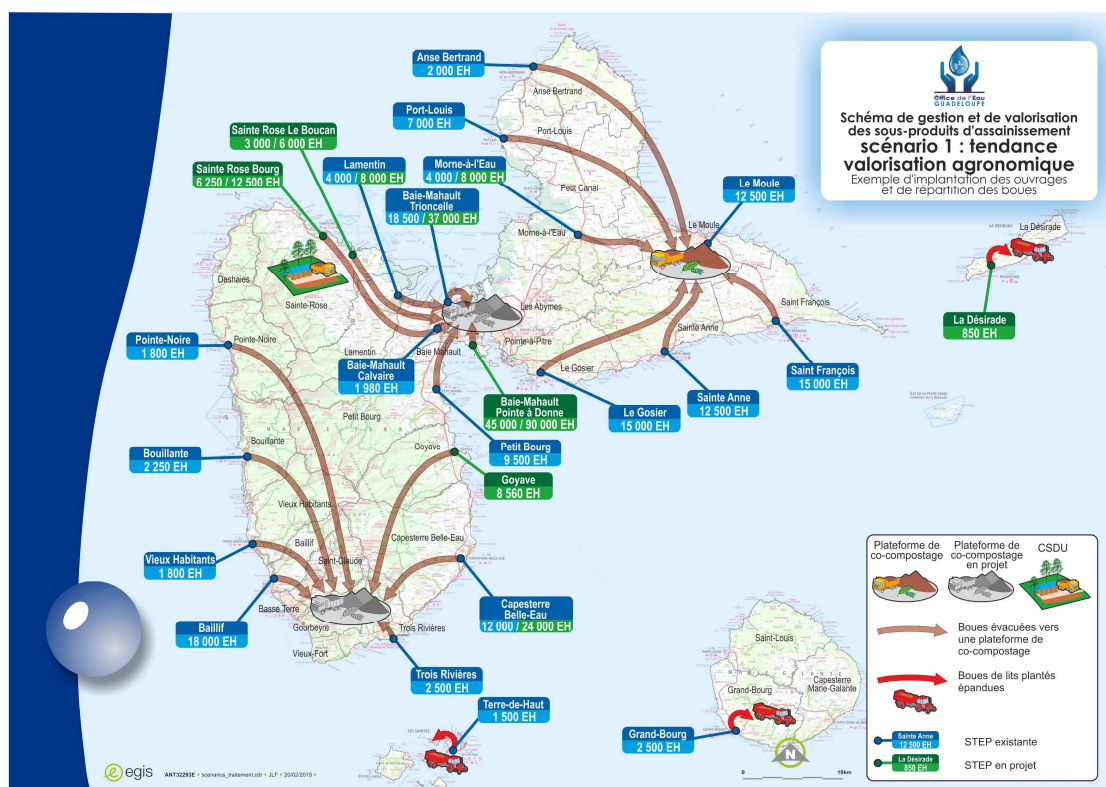 Office de l'Eau
GUADELOUPE
Schéma de gestion et de valorisation
des sous-produits d'assainissement
scénario 1 : tendance
valorisation agronomique
Exemple d'implantation des ouvrages
et de répartition des boues
Anse Bertrand
2 000 EH
Anse Bertrand
Port-Louis
7 000 EH
Port-Louis
Sainte Rose Le Boucan
3 000 / 6 000 EH
Sainte Rose Bourg
6 250 / 12 500 EH
Lamentin
4 000 / 8 000 EH
Morne-à-l'Eau
4 000 / 8 000 EH
Baie-Mahault
Trioncelle
18 500 / 37 000 EH
Petit Canal
Le Moule
12 500 EH
Le Moule
Morne-à-l'Eau
La Désirade
La Désirade
850 EH
Deshaies
Sainte-Rose
Les Abymes
Saint François
Sainte Anne
Pointe-à-Pitre
Pointe-Noire
1 800 EH
Pointe-Noire
Lamentin
Baie Mahault
Baie-Mahault
Calvaire
1 980 EH
Le Gosier
Saint François
15 000 EH
Baie-Mahault
Pointe à Donne
45 000 / 90 000 EH
Le Gosier
15 000 EH
Sainte Anne
12 500 EH
Petit Bourg
Bouillante
2 250 EH
Bouillante
Goyave
Petit Bourg
9 500 EH
Goyave
8 560 EH
Vieux Habitants
Baillif
Capesterre Belle-Eau
Saint-Claude
Vieux Habitants
1 800 EH
Basse Terre
Gourbeyre
Trois Rivières
Vieux-Fort
Baillif
18 000 EH
Capesterre
Belle-Eau
12 000 / 24 000 EH
Trois Rivières
2 500 EH
Terre-de-Haut
1 500 EH
LES SAINTES
Saint-Louis
Grand-Bourg
Capesterre
Marie-Galante
Grand-Bourg
2 500 EH
N
0 10km
Plateforme de
co-compostage
Plateforme de
co-compostage
en projet
CSDU
Boues évacuées vers
une plateforme de
co-compostage
Boues de lits plantés
épandues
Sainte Anne
12 500 EH
STEP existante
La Désirade
850 EH
STEP en projet
egis
ANT32293E • scenarios_traitement.cdr • JLF • 20/02/2015 •